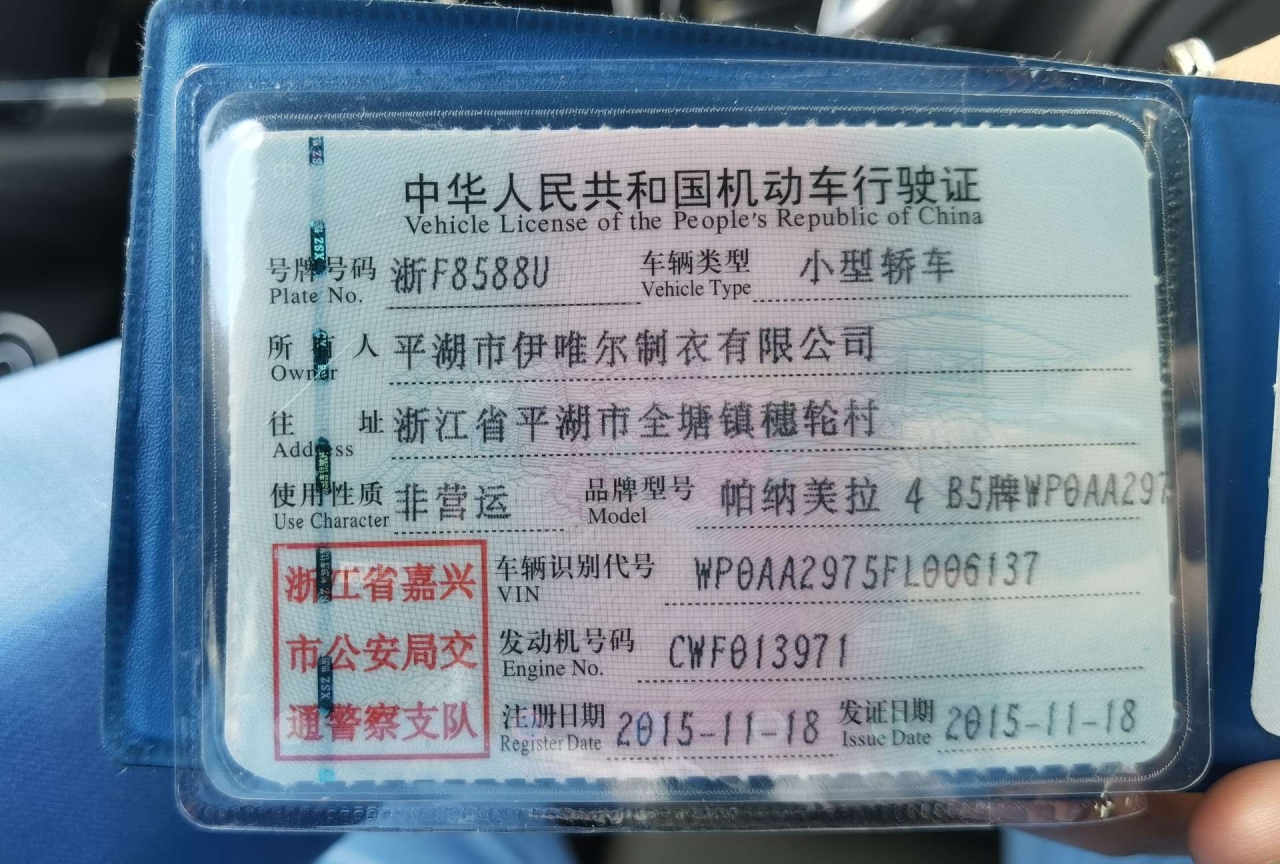 中华人民共和国机动车行驶证
Vehicle License of the People's Republic of China
号牌号码 浙F8588U 车辆类型 小型轿车
Plate No. Vehicle Type
所有人 平湖市伊唯尔制衣有限公司
Owner
住址 浙江省平湖市全塘镇穗轮村
Address
使用性质 非营运 品牌型号 帕纳美拉 4 B5牌WP0AA297
Use Character Model
浙江省嘉兴
市公安局交
通警察支队
车辆识别代号 WP0AA2975FL006137
VIN
发动机号码 CWF013971
Engine No.
注册日期 2015-11-18 发证日期 2015-11-18
Register Date Issue Date